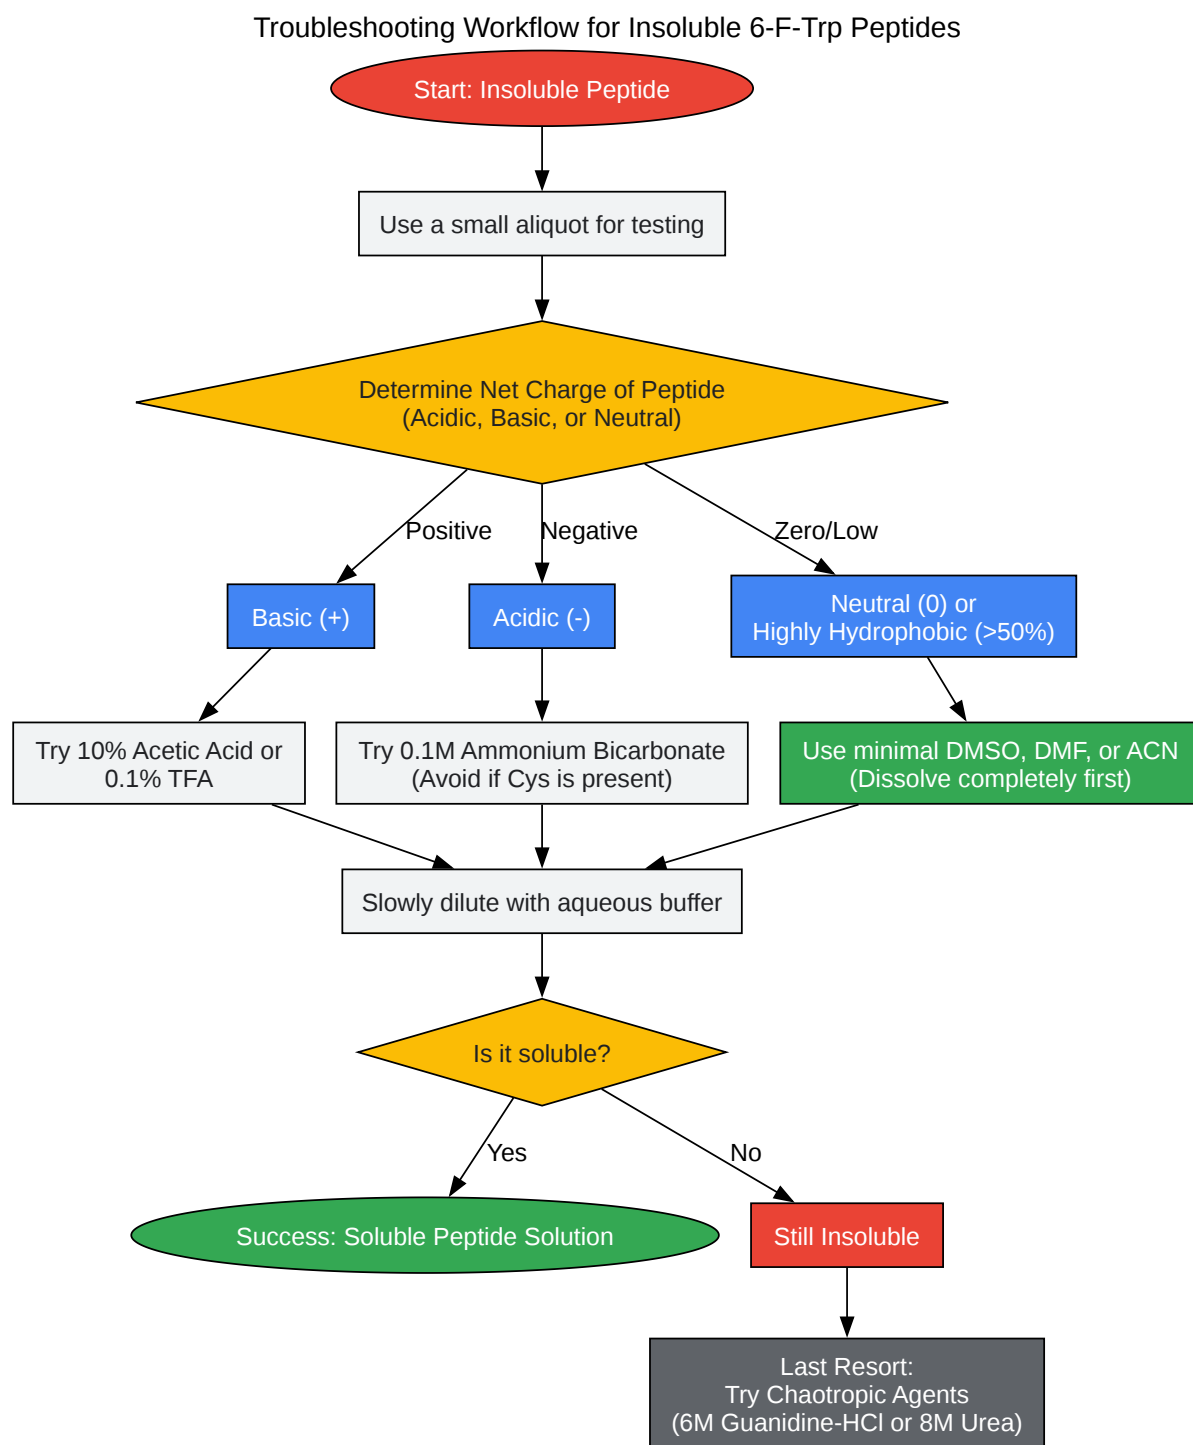 Troubleshooting Workflow for Insoluble 6-F-Trp Peptides
Start: Insoluble Peptide
Use a small aliquot for testing
Determine Net Charge of Peptide
(Acidic, Basic, or Neutral)
Positive
Negative
Zero/Low
Basic (+)
Acidic (-)
Neutral (0) or
Highly Hydrophobic (>50%)
Try 10% Acetic Acid or
0.1% TFA
Try 0.1M Ammonium Bicarbonate
(Avoid if Cys is present)
Use minimal DMSO, DMF, or ACN
(Dissolve completely first)
Slowly dilute with aqueous buffer
Is it soluble?
Yes
No
Success: Soluble Peptide Solution
Still Insoluble
Last Resort:
Try Chaotropic Agents
(6M Guanidine-HCl or 8M Urea)